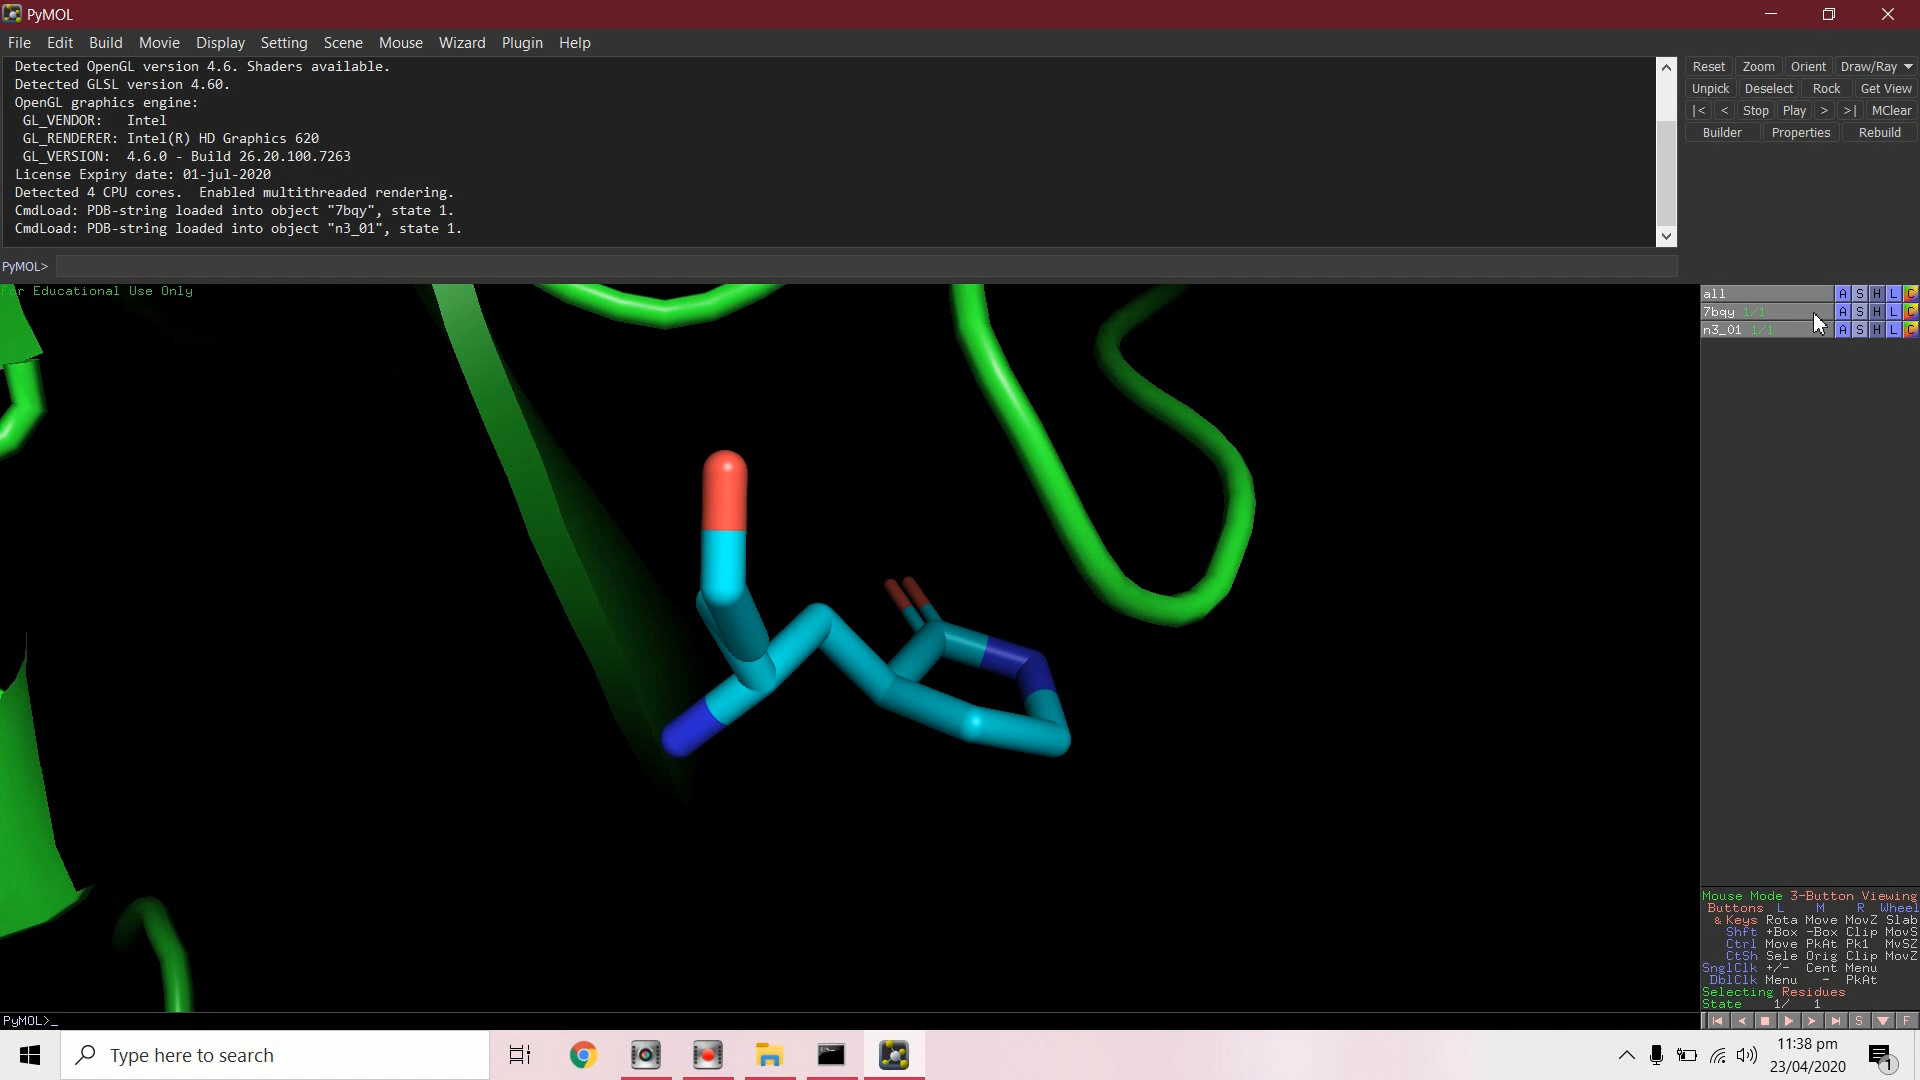 PyMOL
File Edit Build Movie Display Setting Scene Mouse Wizard Plugin Help
Detected OpenGL version 4.6. Shaders available.
Detected GLSL version 4.60.
OpenGL graphics engine:
GL_VENDOR: Intel
GL_RENDERER: Intel(R) HD Graphics 620
GL_VERSION: 4.6.0 - Build 26.20.100.7263
License Expiry date: 01-jul-2020
Detected 4 CPU cores. Enabled multithreaded rendering.
CmdLoad: PDB-string loaded into object "7bqy", state 1.
CmdLoad: PDB-string loaded into object "n3_01", state 1.
PyMOL>
Reset Zoom Orient Draw/Ray
Unpick Deselect Rock Get View
|< < Stop Play > >| MClear
Builder Properties Rebuild
For Educational Use Only
all A S H L C
7bqy 1/1 A S H L C
n3_01 1/1 A S H L C
Mouse Mode 3-Button Viewing
Buttons L M R Wheel
& Keys Rota Move MovZ Slab
Shft +Box -Box Clip MovS
Ctrl Move PkAt Pk1 MvSZ
CtSh Sele Orig Clip MovZ
SnglClk +/- Cent Menu
DblClk Menu - PkAt
Selecting Residues
State 1/ 1
S F
PyMOL>_
Type here to search
11:38 pm
23/04/2020
1